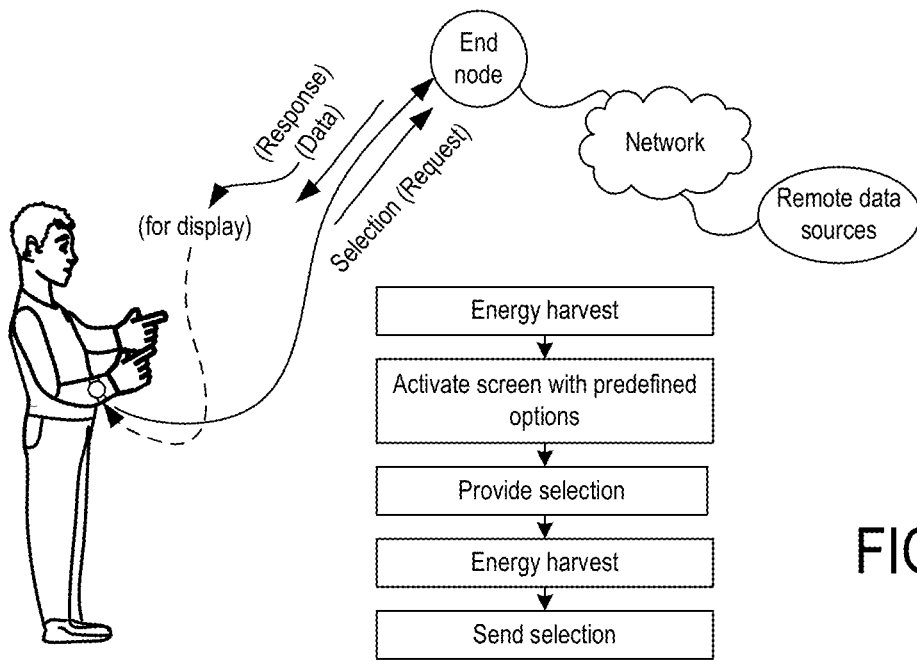 End
node
(Response)
(Data)
Selection (Request)
(for display)
Network
Remote data
sources
Energy harvest
Activate screen with predefined
options
Provide selection
Energy harvest
Send selection
FIG